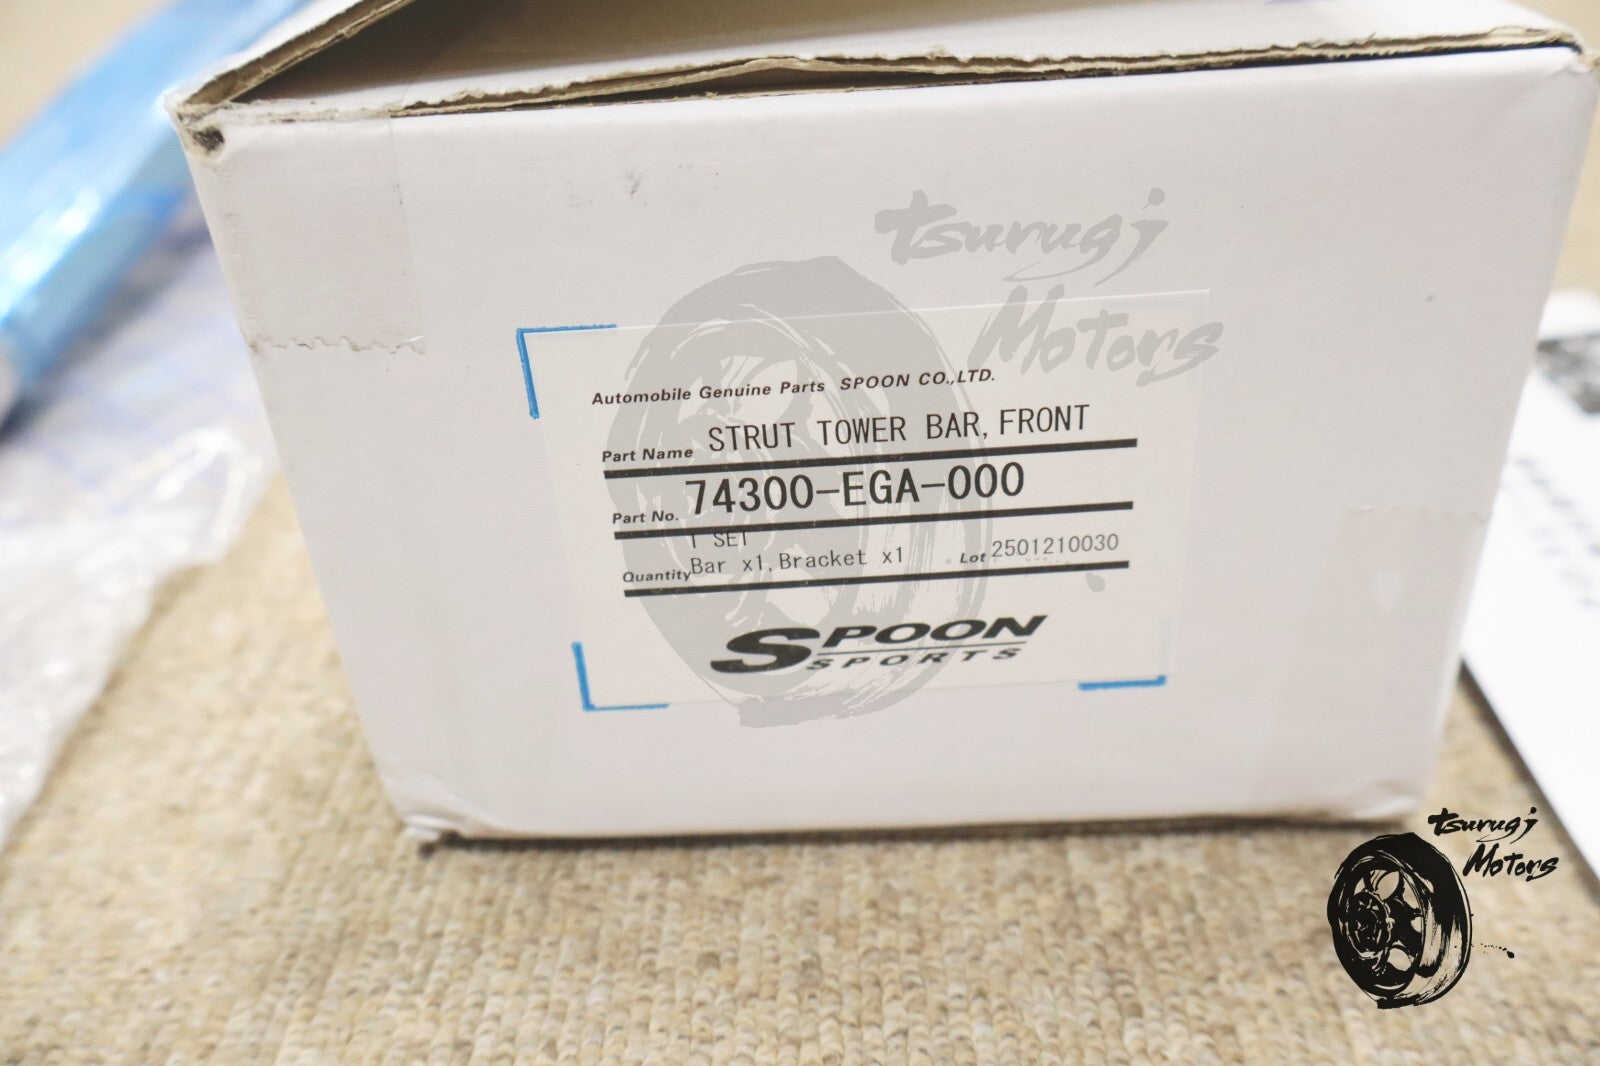 tsurugi
Motors
Automobile Genuine Parts SPOON CO.,LTD.
Part Name STRUT TOWER BAR, FRONT
Part No. 74300-EGA-000
1 SET
Quantity Bar x1, Bracket x1 Lot 2501210030
SPOON
SPORTS
tsurugi
Motors